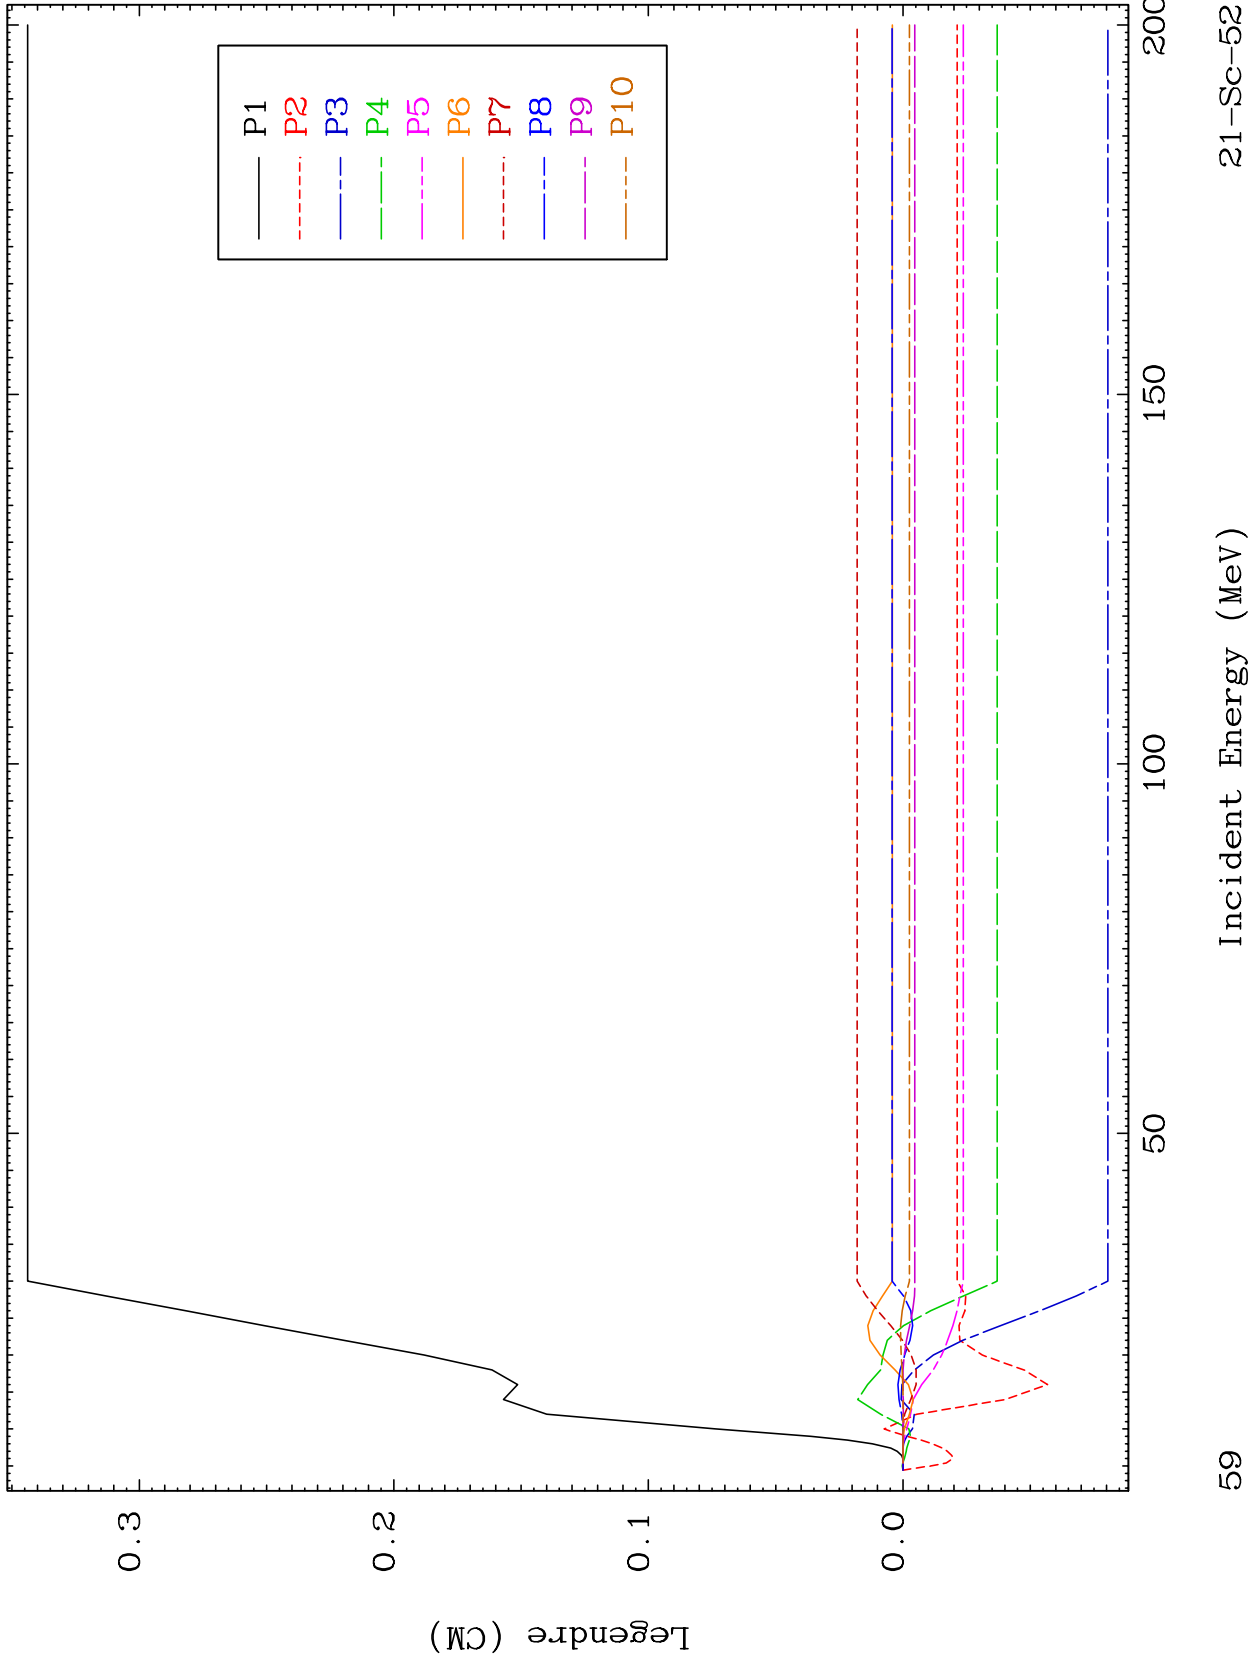 P1
P2
P3
P4
P5
P6
P7
P8
P9
P10
0.3
0.2
0.1
0.0
Legendre (CM)
50
100
150
200
Incident Energy (MeV)
59
21-Sc-52